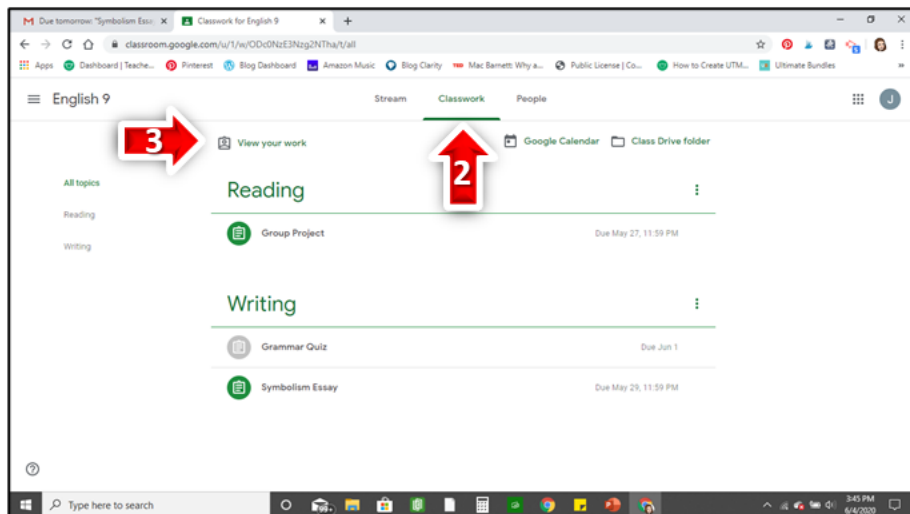 Due tomorrow: "Symbolism Ess
Classwork for English 9
classroom.google.com/u/1/w/ODc0NzE3Nzg2NTha/t/all
Apps Dashboard | Teache... Pinterest Blog Dashboard Amazon Music Blog Clarity Mac Barnett: Why a... Public License | Co... How to Create UTM... Ultimate Bundles »
English 9 Stream Classwork People J
3 View your work Google Calendar Class Drive folder
2
All topics
Reading
Writing
Reading
Group Project Due May 27, 11:59 PM
Writing
Grammar Quiz Due Jun 1
Symbolism Essay Due May 29, 11:59 PM
Type here to search 99+ 3:45 PM
6/4/2020